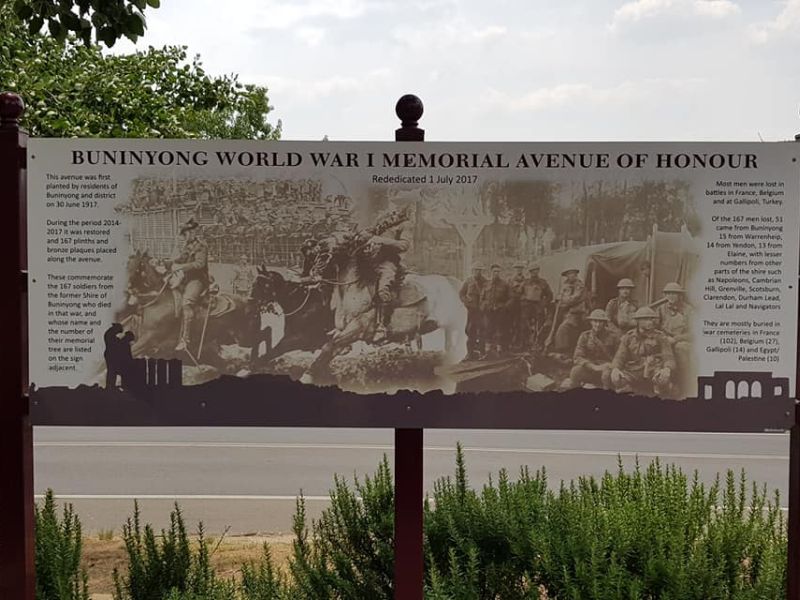 BUNINYONG WORLD WAR I MEMORIAL AVENUE OF HONOUR
Rededicated 1 July 2017
This avenue was first
planted by residents of
Buninyong and district
on 30 June 1917.
During the period 2014-
2017 it was restored
and 167 plinths and
bronze plaques placed
along the avenue.
These commemorate
the 167 soldiers from
the former Shire of
Buninyong who died
in that war, and
whose name and
the number of
their memorial
tree are listed
on the sign
adjacent.
Most men were lost in
battles in France, Belgium
and at Gallipoli, Turkey.
Of the 167 men lost, 51
came from Buninyong
15 from Warrenheip,
14 from Yendon, 13 from
Elaine, with lesser
numbers from other
parts of the shire such
as Napoleons, Cambrian
Hill, Grenville, Scotsburn,
Clarendon, Durham Lead,
Lal Lal and Navigators
They are mostly buried in
war cemeteries in France
(102), Belgium (27),
Gallipoli (14) and Egypt/
Palestine (10)